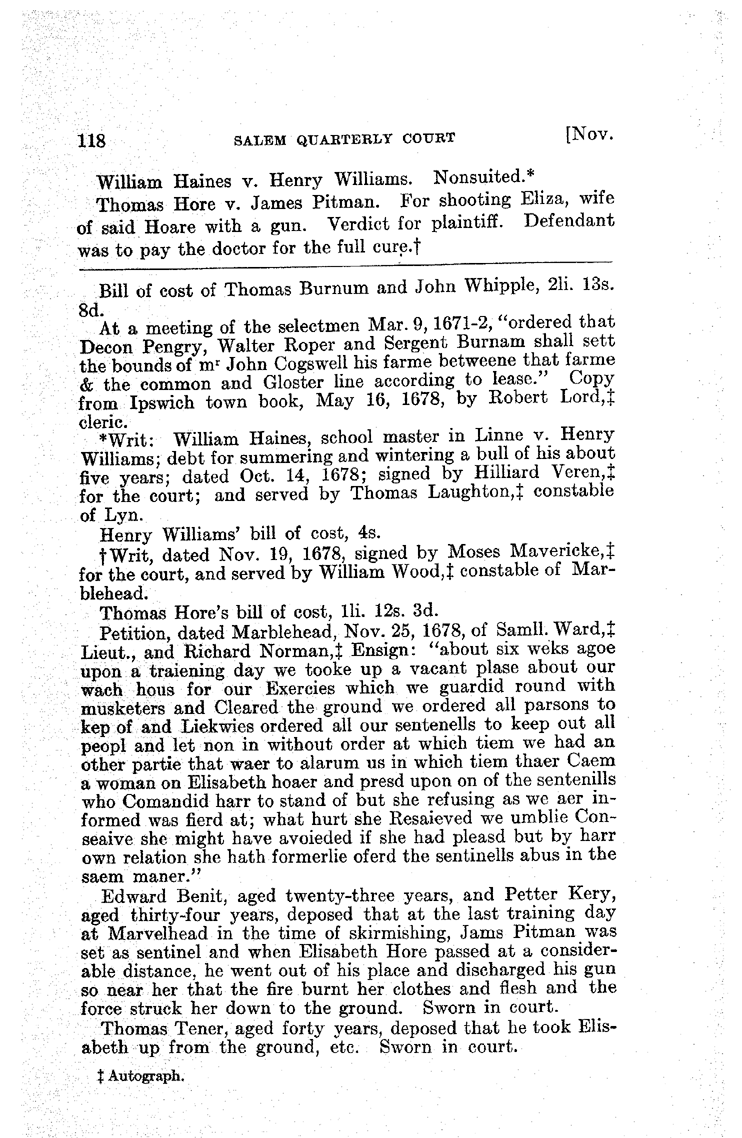 118 SALEM QUARTERLY COURT [Nov.
William Haines v. Henry Williams. Nonsuited.*
Thomas Hore v. James Pitman. For shooting Eliza, wife
of said Hoare with a gun. Verdict for plaintiff. Defendant
was to pay the doctor for the full cure.†
Bill of cost of Thomas Burnum and John Whipple, 2li. 13s.
8d.
At a meeting of the selectmen Mar. 9, 1671-2, “ordered that
Decon Pengry, Walter Roper and Sergent Burnam shall sett
the bounds of mʳ John Cogswell his farme betweene that farme
& the common and Gloster line according to lease.” Copy
from Ipswich town book, May 16, 1678, by Robert Lord,‡
cleric.
*Writ: William Haines, school master in Linne v. Henry
Williams; debt for summering and wintering a bull of his about
five years; dated Oct. 14, 1678; signed by Hilliard Veren,‡
for the court; and served by Thomas Laughton,‡ constable
of Lyn.
Henry Williams’ bill of cost, 4s.
†Writ, dated Nov. 19, 1678, signed by Moses Mavericke,‡
for the court, and served by William Wood,‡ constable of Mar-
blehead.
Thomas Hore’s bill of cost, 1li. 12s. 3d.
Petition, dated Marblehead, Nov. 25, 1678, of Samll. Ward,‡
Lieut., and Richard Norman,‡ Ensign: “about six weks agoe
upon a traiening day we tooke up a vacant plase about our
wach hous for our Exercies which we guardid round with
musketers and Cleared the ground we ordered all parsons to
kep of and Liekwies ordered all our sentenells to keep out all
peopl and let non in without order at which tiem we had an
other partie that waer to alarum us in which tiem thaer Caem
a woman on Elisabeth hoaer and presd upon on of the sentenills
who Comandid harr to stand of but she refusing as we aer in-
formed was fierd at; what hurt she Resaieved we umblie Con-
seaive she might have avoieded if she had pleasd but by harr
own relation she hath formerlie oferd the sentinells abus in the
saem maner.”
Edward Benit, aged twenty-three years, and Petter Kery,
aged thirty-four years, deposed that at the last training day
at Marvelhead in the time of skirmishing, Jams Pitman was
set as sentinel and when Elisabeth Hore passed at a consider-
able distance, he went out of his place and discharged his gun
so near her that the fire burnt her clothes and flesh and the
force struck her down to the ground. Sworn in court.
Thomas Tener, aged forty years, deposed that he took Elis-
abeth up from the ground, etc. Sworn in court.
‡ Autograph.